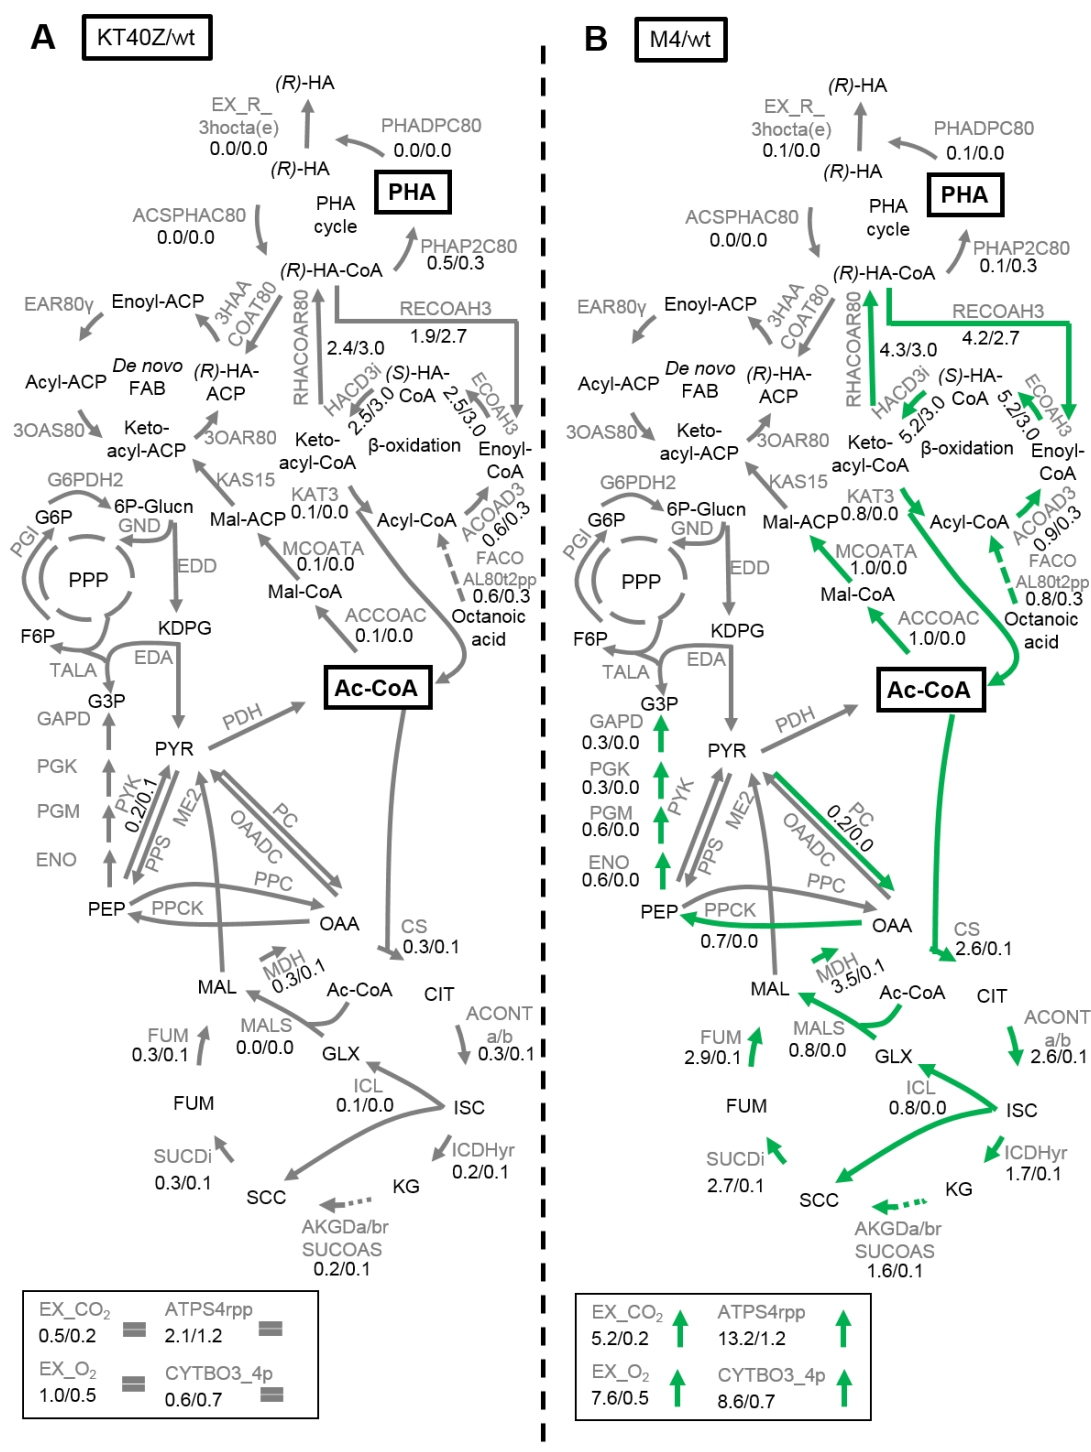 A
KT40Z/wt
(R)-HA
EX_R_
3hocta(e)
0.0/0.0
PHADPC80
0.0/0.0
(R)-HA
PHA
PHA
cycle
ACSPHAC80
0.0/0.0
PHAP2C80
0.5/0.3
(R)-HA-CoA
EAR80γ
Enoyl-ACP
3HAA
COAT80
RHACOAR80
RECOAH3
1.9/2.7
2.4/3.0
De novo
FAB
Acyl-ACP
(R)-HA-
ACP
HACD3i
2.5/3.0
(S)-HA-
CoA
2.5/3.0
ECOAH3
3OAS80
Keto-
acyl-ACP
3OAR80
Keto-
acyl-CoA
β-oxidation
Enoyl-
CoA
G6PDH2
KAS15
KAT3
0.1/0.0
ACOAD3
0.6/0.3
PGI
G6P
6P-Glucn
GND
Mal-ACP
Acyl-CoA
PPP
EDD
MCOATA
0.1/0.0
FACO
AL80t2pp
0.6/0.3
Mal-CoA
F6P
KDPG
ACCOAC
0.1/0.0
Octanoic
acid
TALA
EDA
G3P
Ac-CoA
GAPD
PDH
PYR
PGK
PYK
0.2/0.1
ME2
PC
PGM
PPS
OAADC
ENO
PEP
PPC
PPCK
OAA
CS
0.3/0.1
MDH
0.3/0.1
MAL
Ac-CoA
CIT
FUM
0.3/0.1
MALS
0.0/0.0
ACONT
a/b
0.3/0.1
GLX
ICL
0.1/0.0
FUM
ISC
SUCDi
0.3/0.1
ICDHyr
0.2/0.1
SCC
KG
AKGDa/br
SUCOAS
0.2/0.1
EX_CO2
0.5/0.2
ATPS4rpp
2.1/1.2
EX_O2
1.0/0.5
CYTBO3_4p
0.6/0.7
B
M4/wt
(R)-HA
EX_R_
3hocta(e)
0.1/0.0
PHADPC80
0.1/0.0
(R)-HA
PHA
PHA
cycle
ACSPHAC80
0.0/0.0
PHAP2C80
0.1/0.3
(R)-HA-CoA
EAR80γ
Enoyl-ACP
3HAA
COAT80
RHACOAR80
RECOAH3
4.2/2.7
4.3/3.0
De novo
FAB
Acyl-ACP
(R)-HA-
ACP
HACD3i
5.2/3.0
(S)-HA-
CoA
5.2/3.0
ECOAH3
3OAS80
Keto-
acyl-ACP
3OAR80
Keto-
acyl-CoA
β-oxidation
Enoyl-
CoA
G6PDH2
KAS15
KAT3
0.8/0.0
ACOAD3
0.9/0.3
PGI
G6P
6P-Glucn
GND
Mal-ACP
Acyl-CoA
PPP
EDD
MCOATA
1.0/0.0
FACO
AL80t2pp
0.8/0.3
Mal-CoA
F6P
KDPG
ACCOAC
1.0/0.0
Octanoic
acid
TALA
EDA
G3P
Ac-CoA
GAPD
0.3/0.0
PDH
PYR
PGK
0.3/0.0
PYK
ME2
PC
0.2/0.0
PGM
0.6/0.0
PPS
OAADC
ENO
0.6/0.0
PEP
PPC
PPCK
0.7/0.0
OAA
CS
2.6/0.1
MDH
3.5/0.1
MAL
Ac-CoA
CIT
FUM
2.9/0.1
MALS
0.8/0.0
ACONT
a/b
2.6/0.1
GLX
ICL
0.8/0.0
FUM
ISC
SUCDi
2.7/0.1
ICDHyr
1.7/0.1
SCC
KG
AKGDa/br
SUCOAS
1.6/0.1
EX_CO2
5.2/0.2
ATPS4rpp
13.2/1.2
EX_O2
7.6/0.5
CYTBO3_4p
8.6/0.7